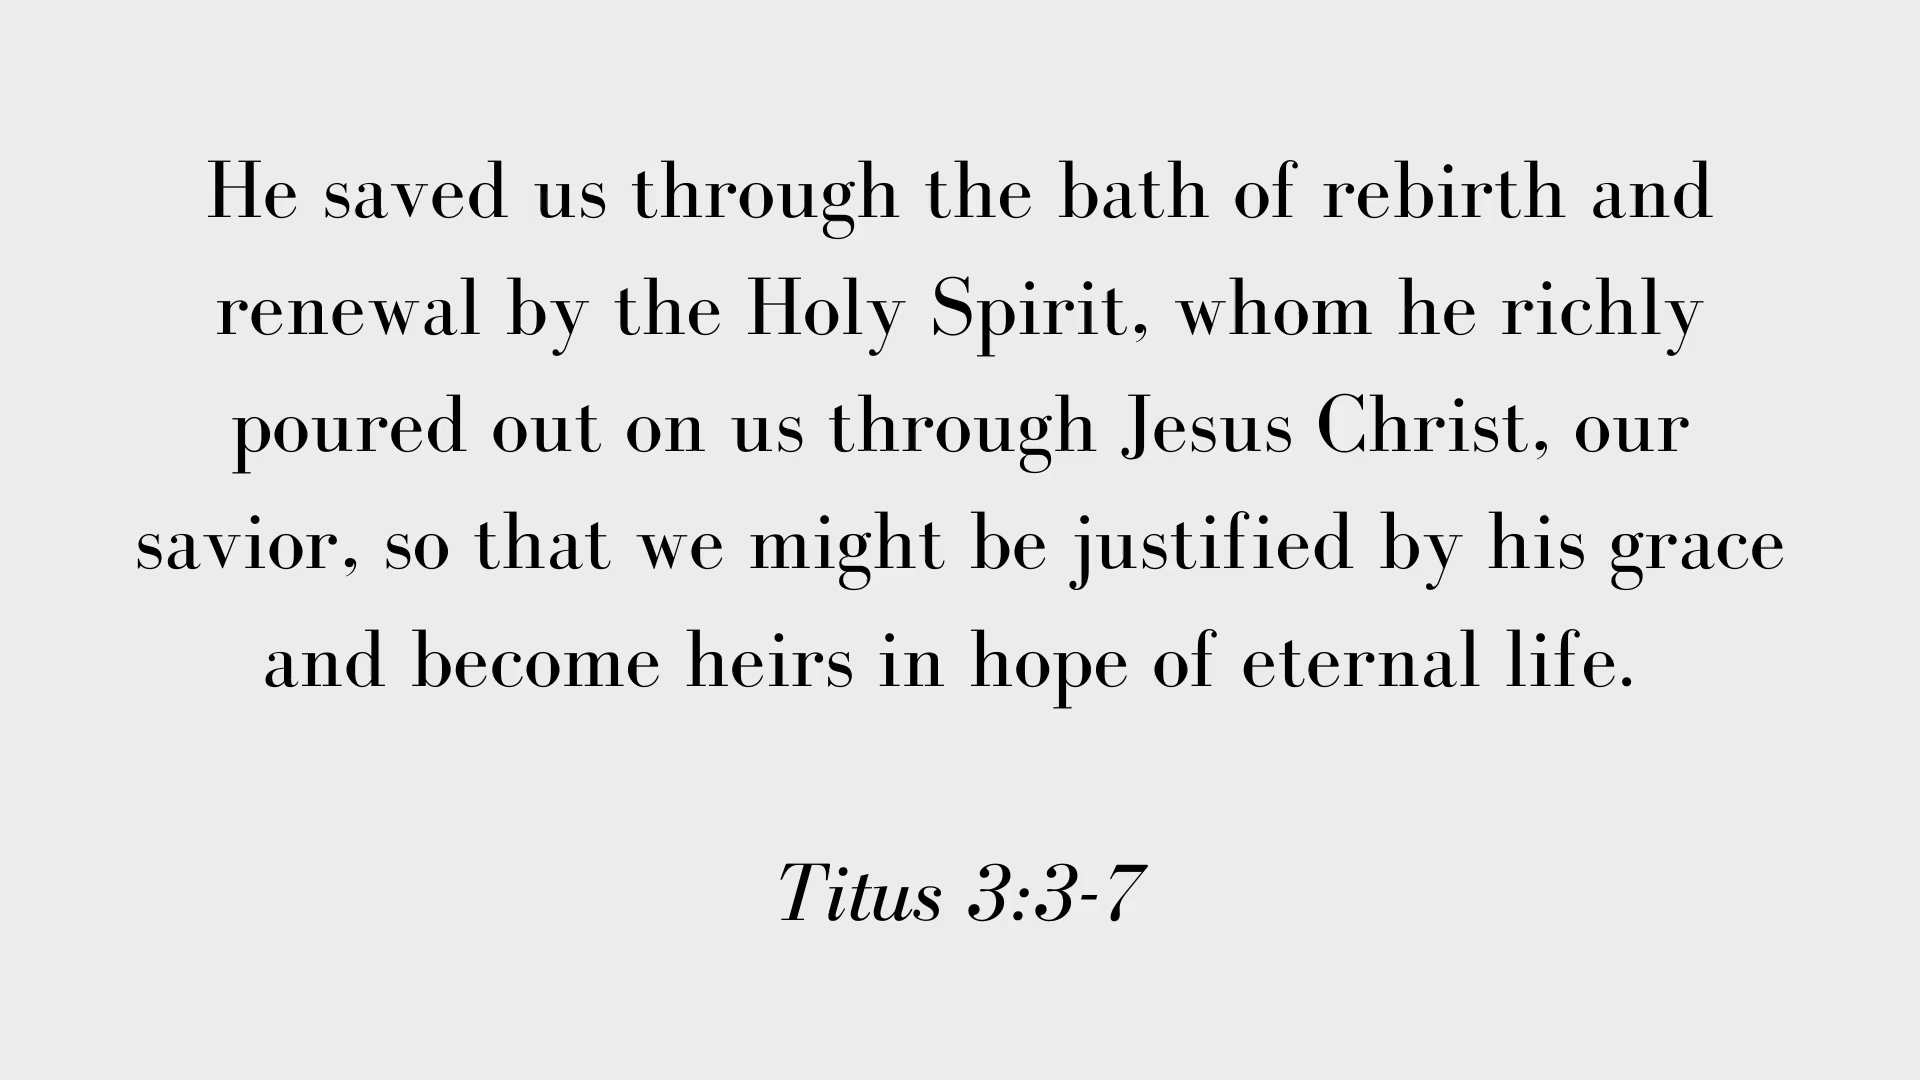 He saved us through the bath of rebirth and
renewal by the Holy Spirit, whom he richly
poured out on us through Jesus Christ, our
savior, so that we might be justified by his grace
and become heirs in hope of eternal life.
Titus 3:3-7